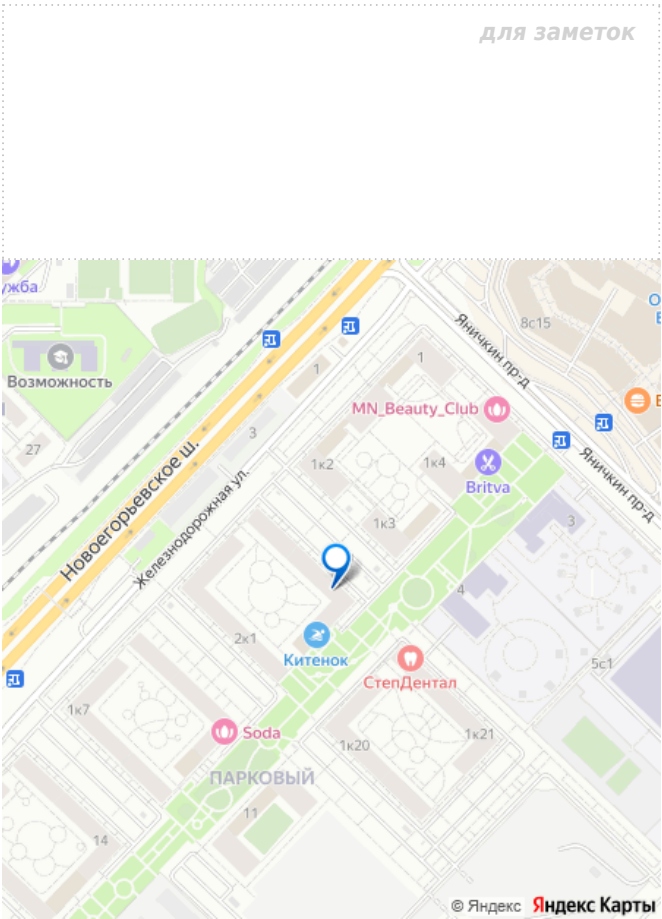 для заметок
ужба
8с15
Яничкин пр-д
1
Возможность
1
MN_Beauty_Club
27
3
Новоегорьевское ш.
1к2
1к4
Britva
Яничкин пр-д
Железнодорожная ул.
1к3
3
4
2к1
Китенок
СтепДентал
5с1
1к7
Soda
1к20
1к21
ПАРКОВЫЙ
11
14
© Яндекс Яндекс Карты